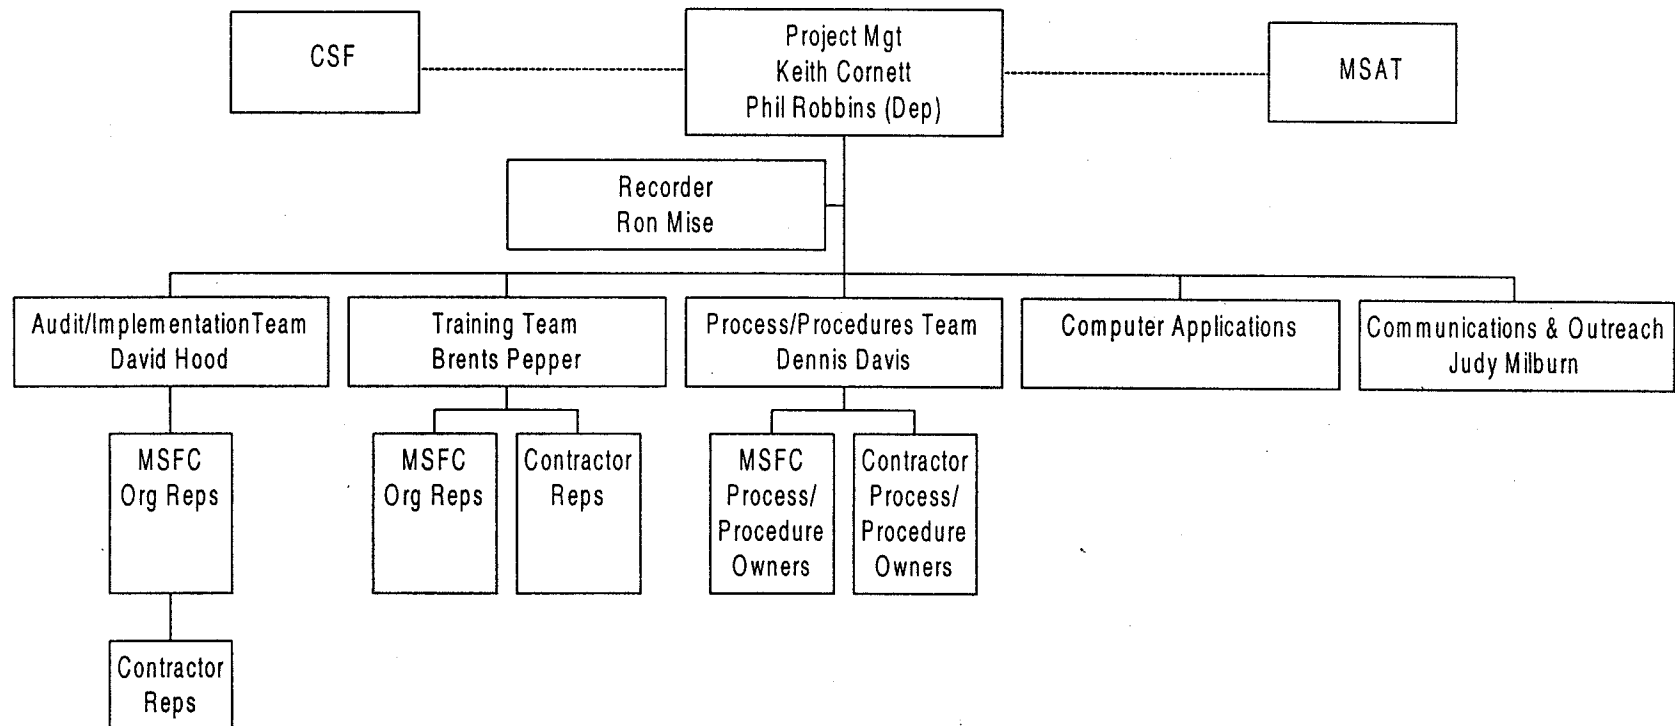 CSF
Project Mgt
Keith Cornett
Phil Robbins (Dep)
MSAT
Recorder
Ron Mise
Audit/Implementation Team
David Hood
Training Team
Brents Pepper
Process/Procedures Team
Dennis Davis
Computer Applications
Communications & Outreach
Judy Milburn
MSFC
Org Reps
MSFC
Org Reps
Contractor
Reps
MSFC
Process/
Procedure
Owners
Contractor
Process/
Procedure
Owners
Contractor
Reps